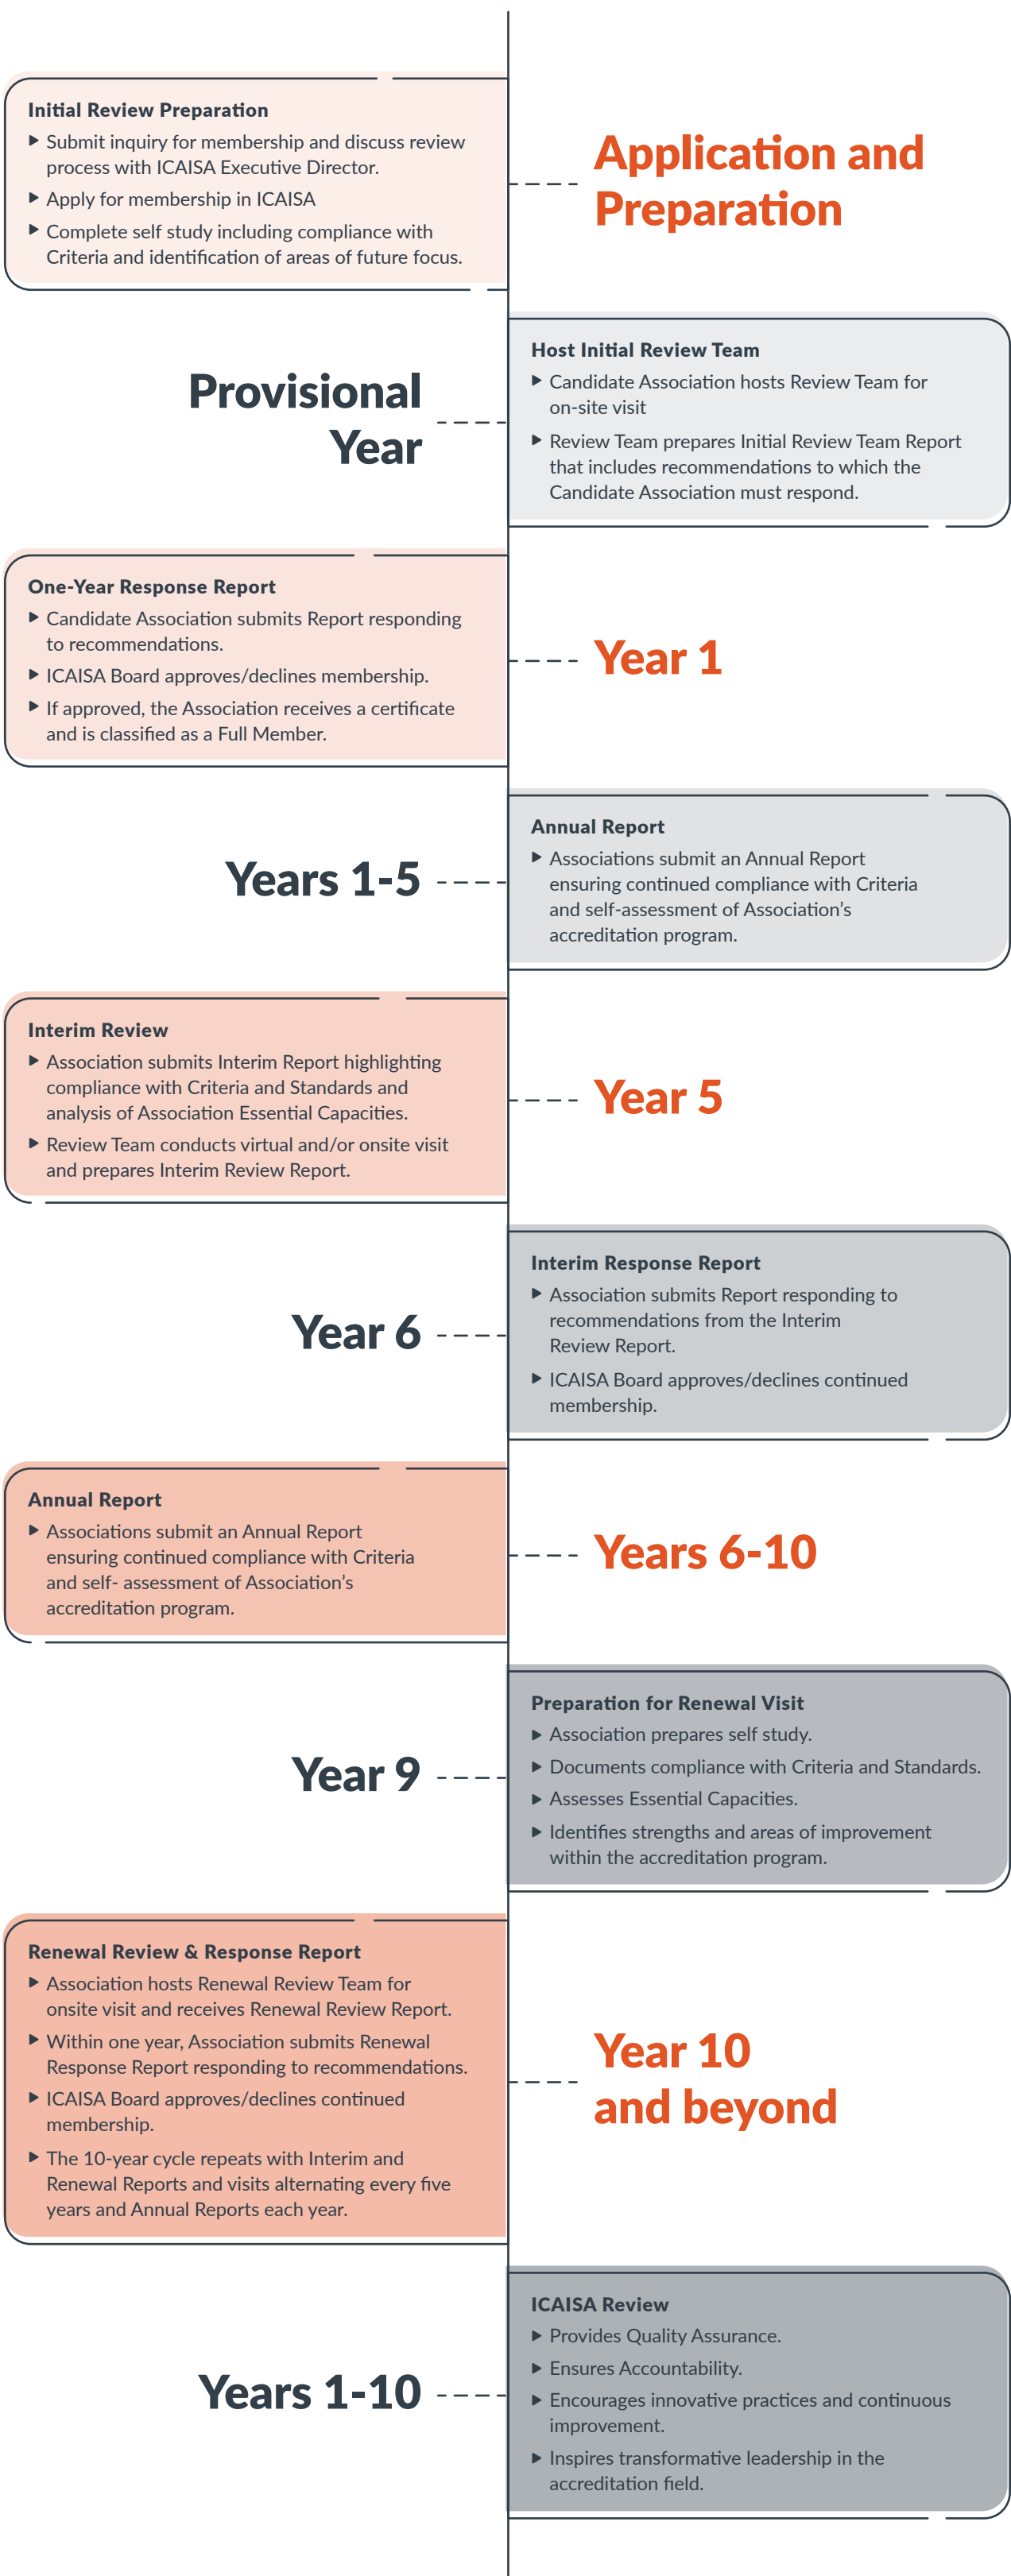 Initial Review Preparation
Submit inquiry for membership and discuss review
process with ICAISA Executive Director.
Apply for membership in ICAISA
Complete self study including compliance with
Criteria and identification of areas of future focus.
Application and
Preparation
Provisional
Year
Host Initial Review Team
Candidate Association hosts Review Team for
on-site visit
Review Team prepares Initial Review Team Report
that includes recommendations to which the
Candidate Association must respond.
One-Year Response Report
Candidate Association submits Report responding
to recommendations.
ICAISA Board approves/declines membership.
If approved, the Association receives a certificate
and is classified as a Full Member.
Year 1
Years 1-5
Annual Report
Associations submit an Annual Report
ensuring continued compliance with Criteria
and self-assessment of Association’s
accreditation program.
Interim Review
Association submits Interim Report highlighting
compliance with Criteria and Standards and
analysis of Association Essential Capacities.
Review Team conducts virtual and/or onsite visit
and prepares Interim Review Report.
Year 5
Year 6
Interim Response Report
Association submits Report responding to
recommendations from the Interim
Review Report.
ICAISA Board approves/declines continued
membership.
Annual Report
Associations submit an Annual Report
ensuring continued compliance with Criteria
and self- assessment of Association’s
accreditation program.
Years 6-10
Year 9
Preparation for Renewal Visit
Association prepares self study.
Documents compliance with Criteria and Standards.
Assesses Essential Capacities.
Identifies strengths and areas of improvement
within the accreditation program.
Renewal Review & Response Report
Association hosts Renewal Review Team for
onsite visit and receives Renewal Review Report.
Within one year, Association submits Renewal
Response Report responding to recommendations.
ICAISA Board approves/declines continued
membership.
The 10-year cycle repeats with Interim and
Renewal Reports and visits alternating every five
years and Annual Reports each year.
Year 10
and beyond
Years 1-10
ICAISA Review
Provides Quality Assurance.
Ensures Accountability.
Encourages innovative practices and continuous
improvement.
Inspires transformative leadership in the
accreditation field.